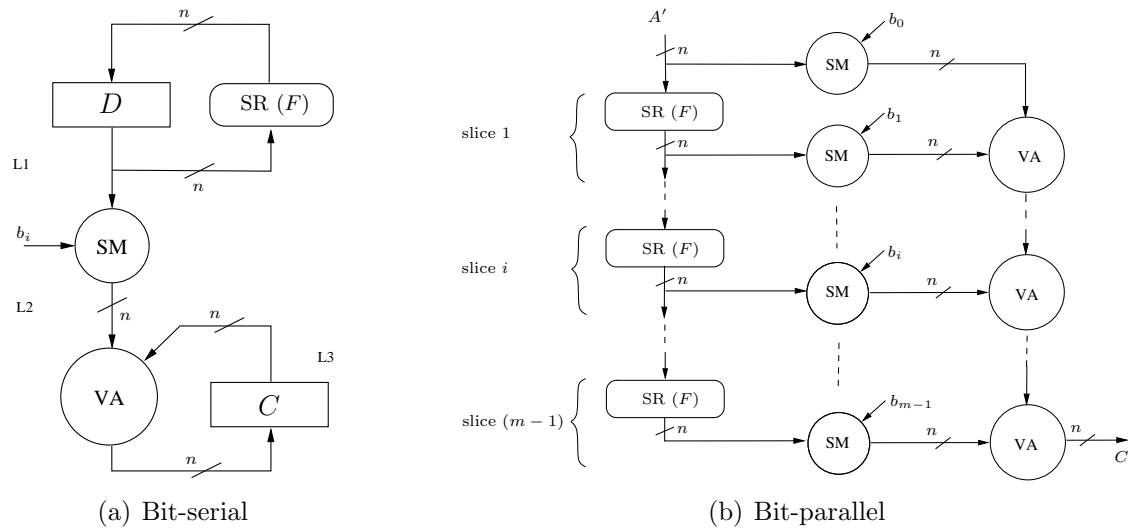 n
D
SR (F)
L1
n
b_i
SM
L2
n
n
VA
L3
C
n
(a) Bit-serial
A′
b_0
n
SM
n
slice 1
SR (F)
b_1
n
SM
n
VA
slice i
SR (F)
b_i
n
SM
n
VA
slice (m − 1)
SR (F)
b_{m−1}
n
SM
n
VA
n
C
(b) Bit-parallel